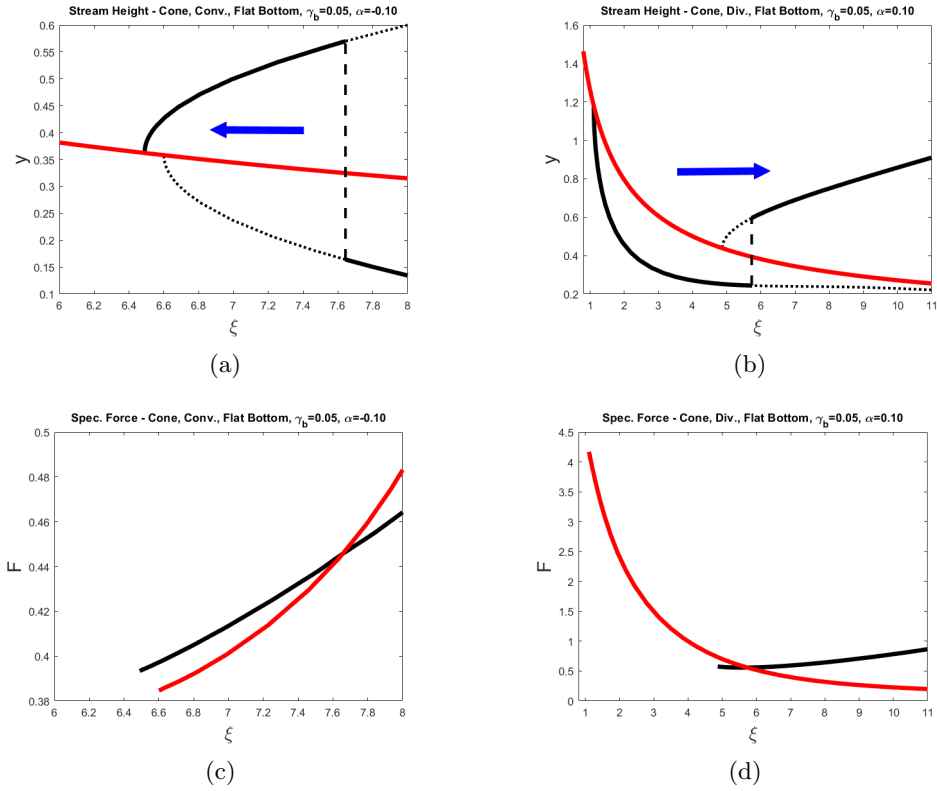 Stream Height - Cone, Conv., Flat Bottom, γb=0.05, α=-0.10
0.6
0.55
0.5
0.45
0.4
0.35
0.3
0.25
0.2
0.15
0.1
y
6 6.2 6.4 6.6 6.8 7 7.2 7.4 7.6 7.8 8
ξ
(a)
Stream Height - Cone, Div., Flat Bottom, γb=0.05, α=0.10
1.6
1.4
1.2
1
0.8
0.6
0.4
0.2
y
1 2 3 4 5 6 7 8 9 10 11
ξ
(b)
Spec. Force - Cone, Conv., Flat Bottom, γb=0.05, α=-0.10
0.5
0.48
0.46
0.44
0.42
0.4
0.38
F
6 6.2 6.4 6.6 6.8 7 7.2 7.4 7.6 7.8 8
ξ
(c)
Spec. Force - Cone, Div., Flat Bottom, γb=0.05, α=0.10
4.5
4
3.5
3
2.5
2
1.5
1
0.5
0
F
1 2 3 4 5 6 7 8 9 10 11
ξ
(d)